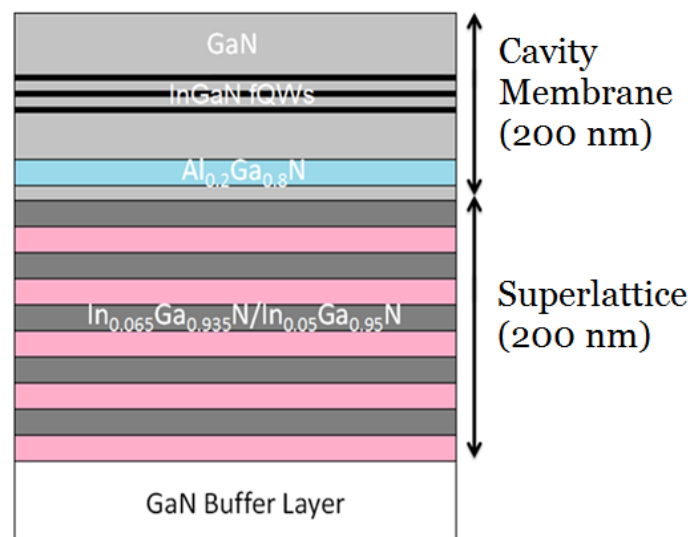 GaN
InGaN fQWs
Al0.2Ga0.8N
In0.065Ga0.935N/In0.05Ga0.95N
GaN Buffer Layer
Cavity
Membrane
(200 nm)
Superlattice
(200 nm)